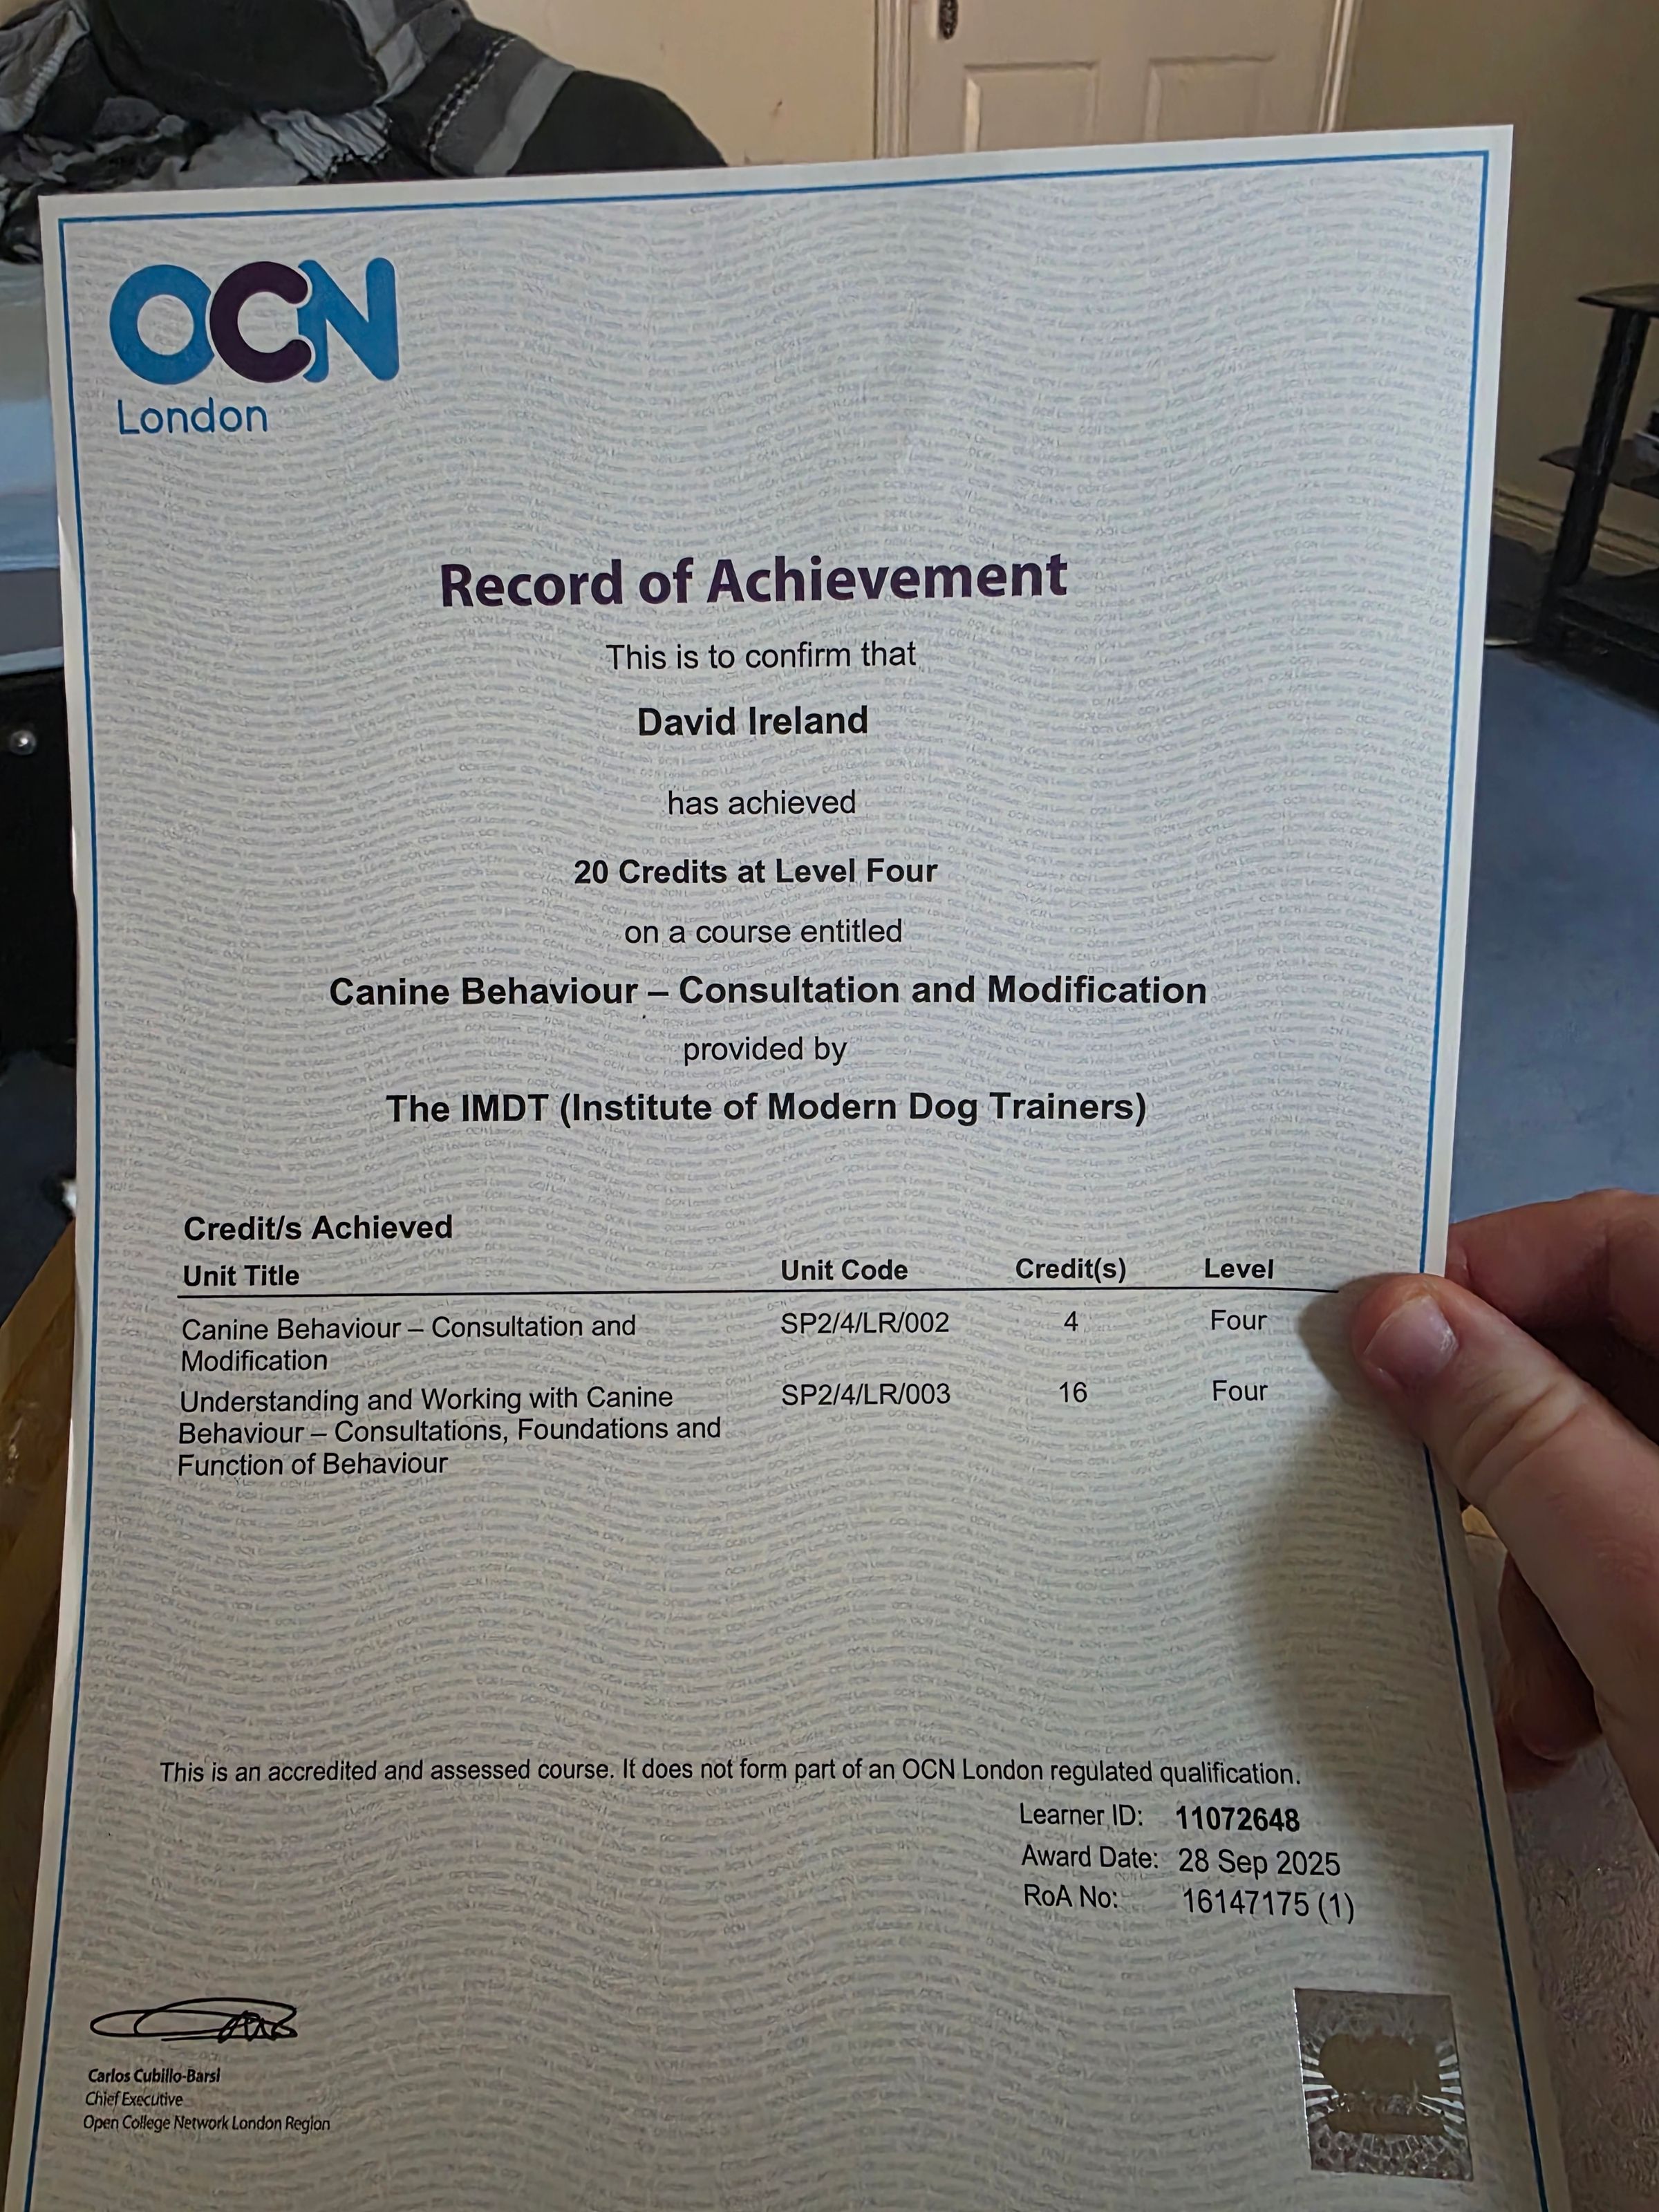 OCN
London
Record of Achievement
This is to confirm that
David Ireland
has achieved
20 Credits at Level Four
on a course entitled
Canine Behaviour – Consultation and Modification
provided by
The IMDT (Institute of Modern Dog Trainers)
Credit/s Achieved
Unit Title Unit Code Credit(s) Level
Canine Behaviour – Consultation and SP2/4/LR/002 4 Four
Modification
Understanding and Working with Canine SP2/4/LR/003 16 Four
Behaviour – Consultations, Foundations and
Function of Behaviour
This is an accredited and assessed course. It does not form part of an OCN London regulated qualification.
Learner ID: 11072648
Award Date: 28 Sep 2025
RoA No: 16147175 (1)
Carlos Cubillo-Barsi
Chief Executive
Open College Network London Region